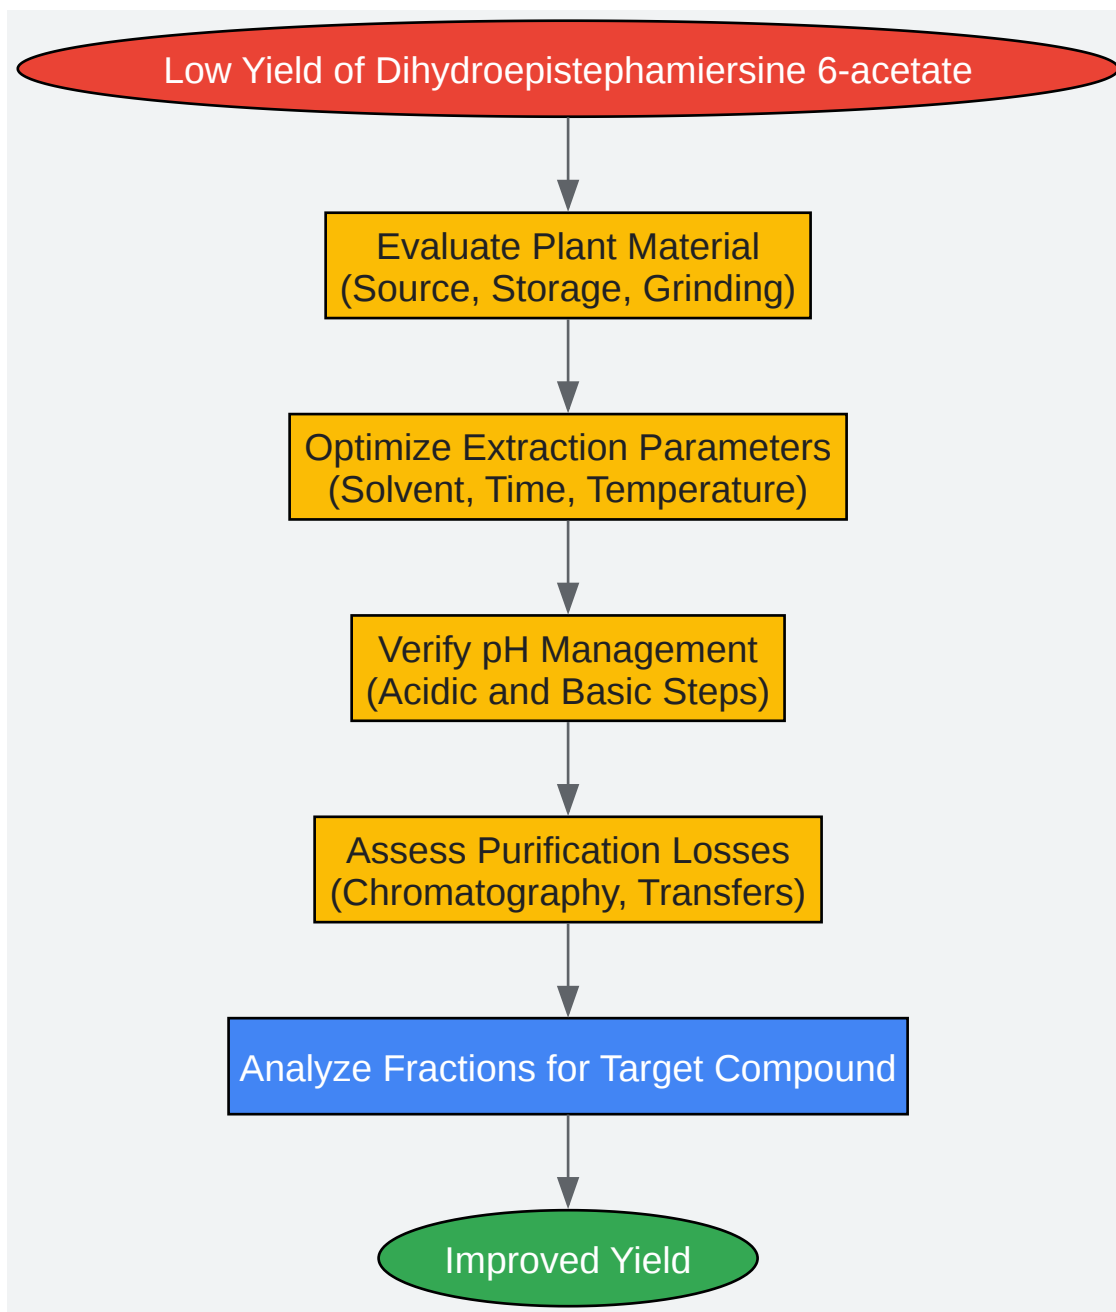 Low Yield of Dihydroepistephamiersine 6-acetate
Evaluate Plant Material
(Source, Storage, Grinding)
Optimize Extraction Parameters
(Solvent, Time, Temperature)
Verify pH Management
(Acidic and Basic Steps)
Assess Purification Losses
(Chromatography, Transfers)
Analyze Fractions for Target Compound
Improved Yield